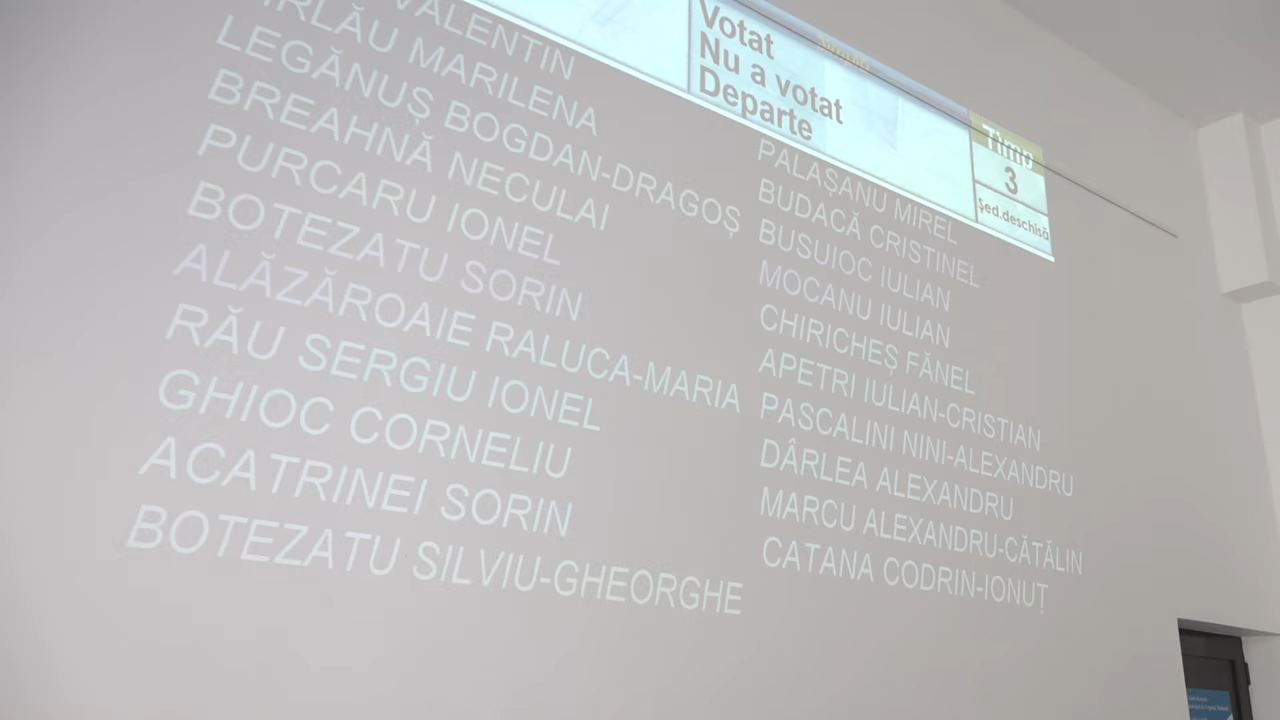 VALENTIN
MARILENA
LEGĂNUȘ BOGDAN-DRAGOȘ
BREAHNĂ NECULAI
PURCARU IONEL
BOTEZATU SORIN
ALĂZĂROAIE RALUCA-MARIA
RĂU SERGIU IONEL
GHIOC CORNELIU
ACATRINEI SORIN
BOTEZATU SILVIU-GHEORGHE
Votat
Nu a votat
Departe
Timp
3
Şed.deschisă
PALAȘANU MIREL
BUDACĂ CRISTINEL
BUSUIOC IULIAN
MOCANU IULIAN
CHIRICHEȘ FĂNEL
APETRI IULIAN-CRISTIAN
PASCALINI NINI-ALEXANDRU
DÂRLEA ALEXANDRU
MARCU ALEXANDRU-CĂTĂLIN
CATANA CODRIN-IONUȚ